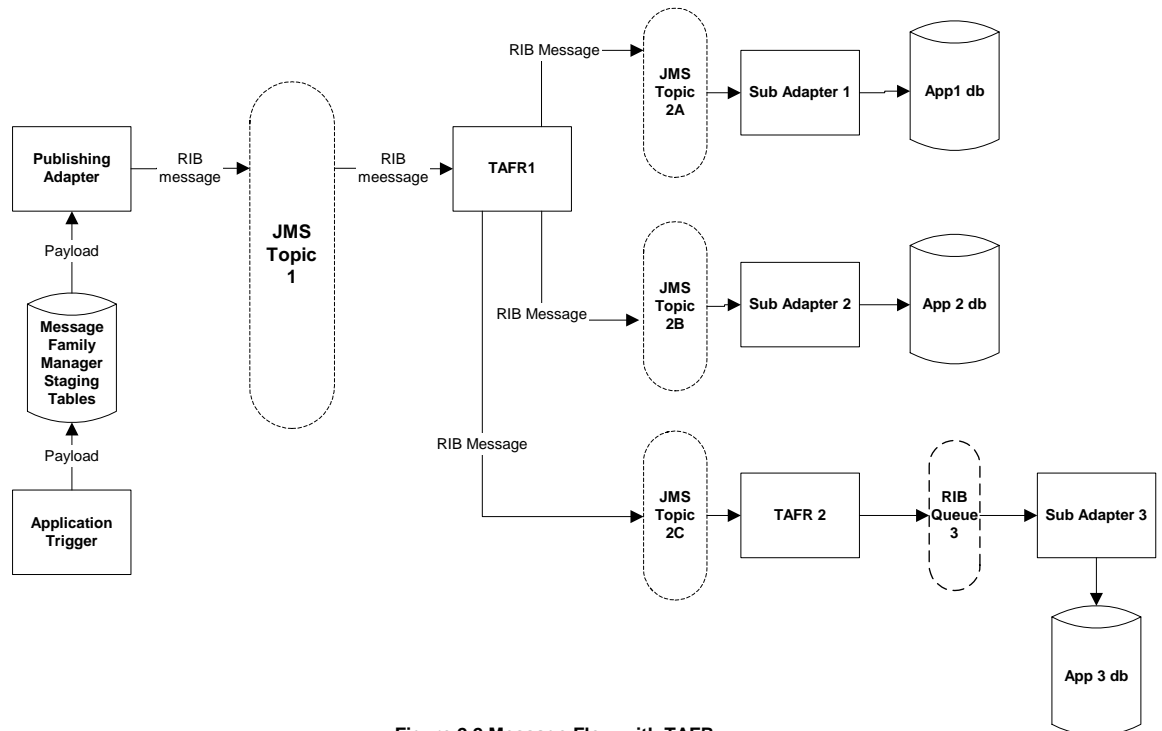 RIB Message
JMS
Topic
2A
Sub Adapter 1
App1 db
Publishing
Adapter
RIB
message
RIB
meessage
TAFR1
Payload
JMS
Topic
1
Message
Family
Manager
Staging
Tables
RIB Message
JMS
Topic
2B
Sub Adapter 2
App 2 db
Payload
RIB Message
Application
Trigger
JMS
Topic
2C
TAFR 2
RIB
Queue
3
Sub Adapter 3
App 3 db